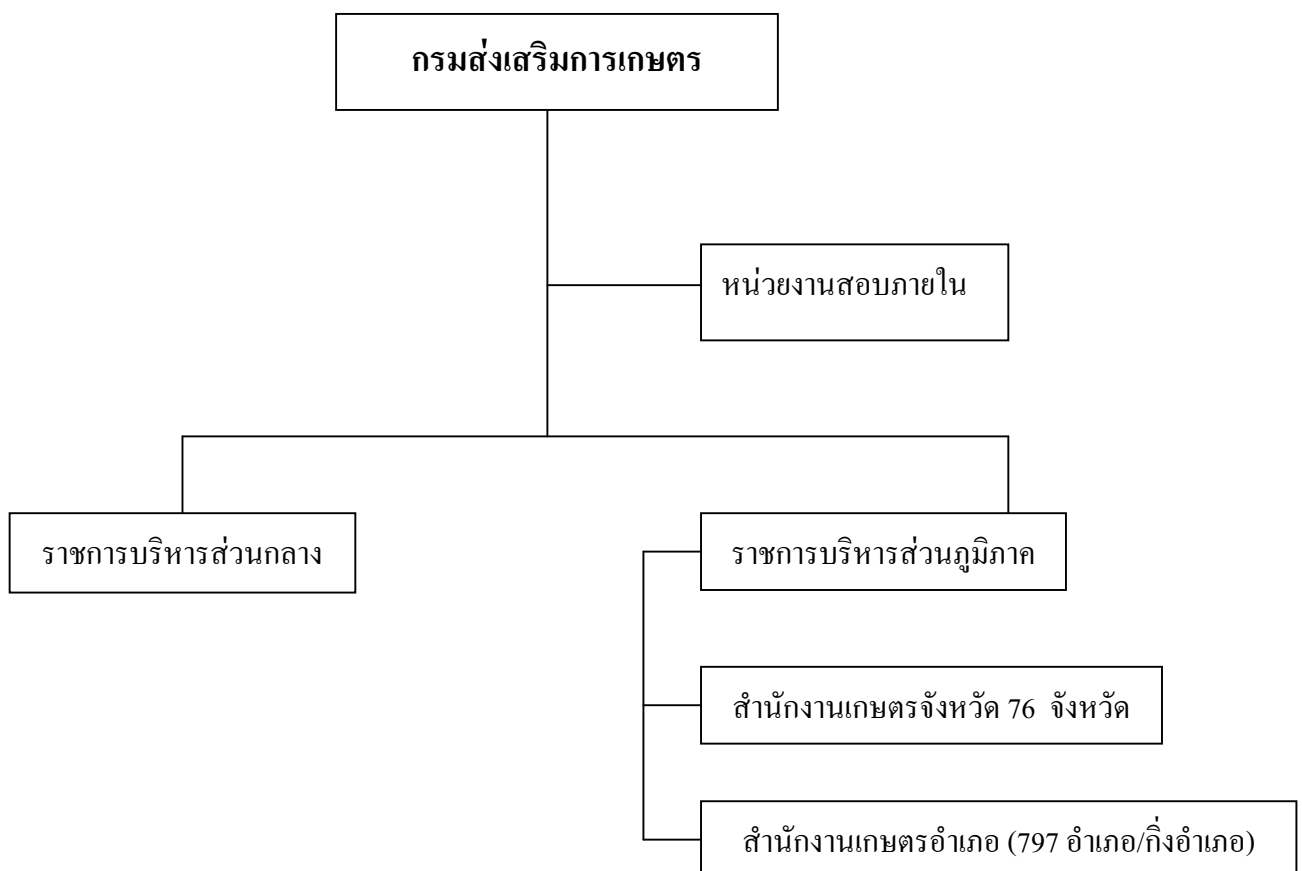 กรมส่งเสริมการเกษตร
หน่วยงานสอบภายใน
ราชการบริหารส่วนกลาง
ราชการบริหารส่วนภูมิภาค
สำนักงานเกษตรจังหวัด 76 จังหวัด
สำนักงานเกษตรอำเภอ (797 อำเภอ/กิ่งอำเภอ)